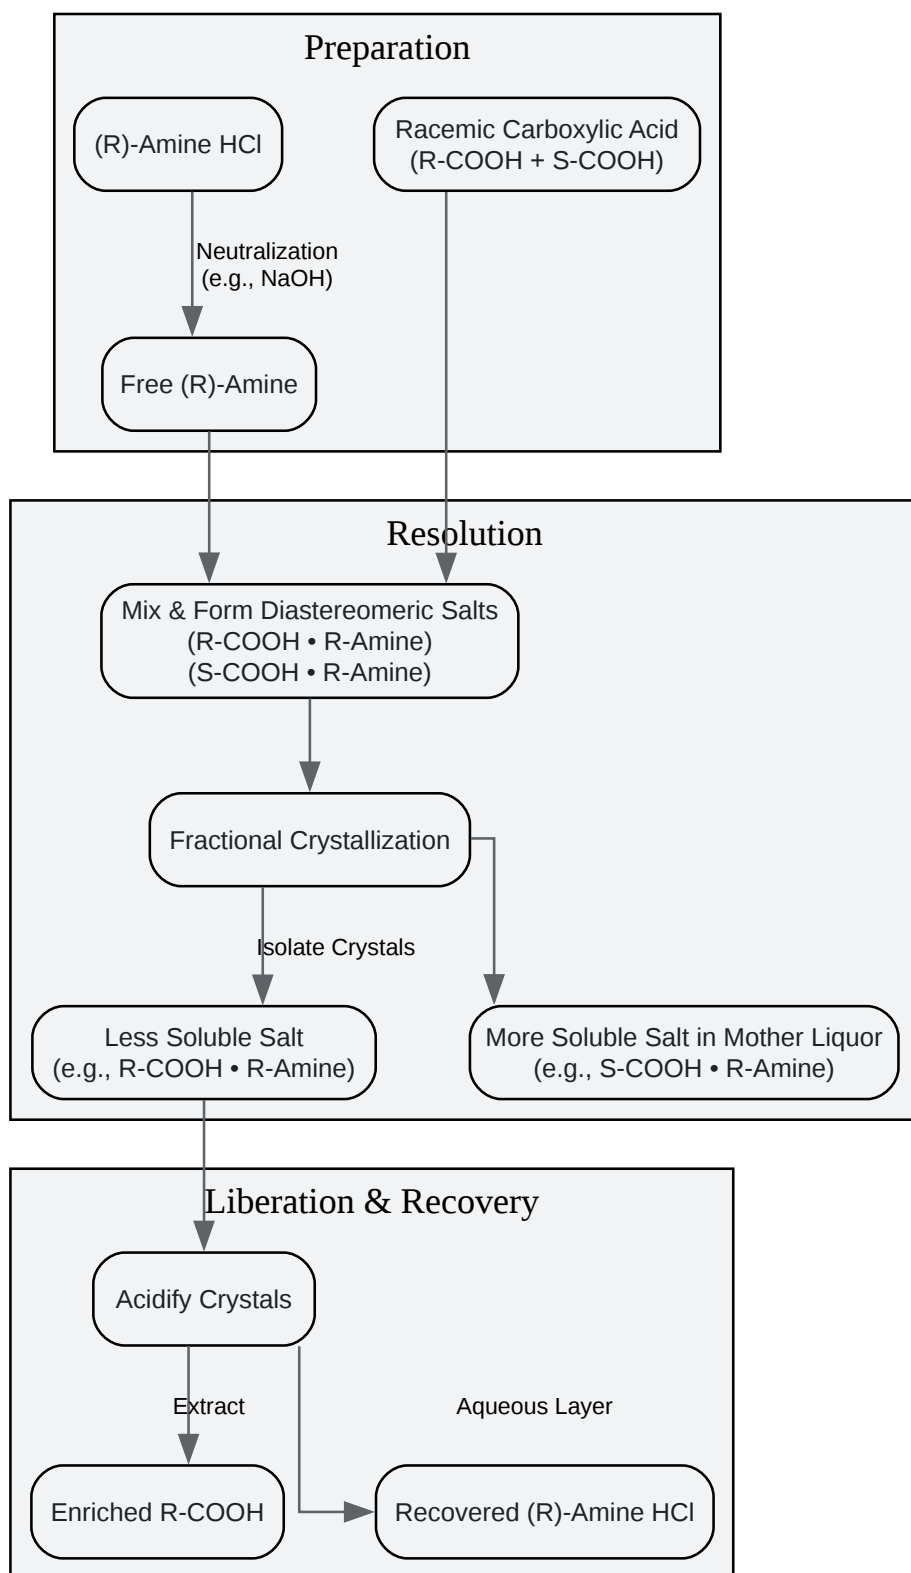 Preparation
(R)-Amine HCl
Racemic Carboxylic Acid
(R-COOH + S-COOH)
Neutralization
(e.g., NaOH)
Free (R)-Amine
Resolution
Mix & Form Diastereomeric Salts
(R-COOH • R-Amine)
(S-COOH • R-Amine)
Fractional Crystallization
Isolate Crystals
Less Soluble Salt
(e.g., R-COOH • R-Amine)
More Soluble Salt in Mother Liquor
(e.g., S-COOH • R-Amine)
Liberation & Recovery
Acidify Crystals
Extract
Aqueous Layer
Enriched R-COOH
Recovered (R)-Amine HCl